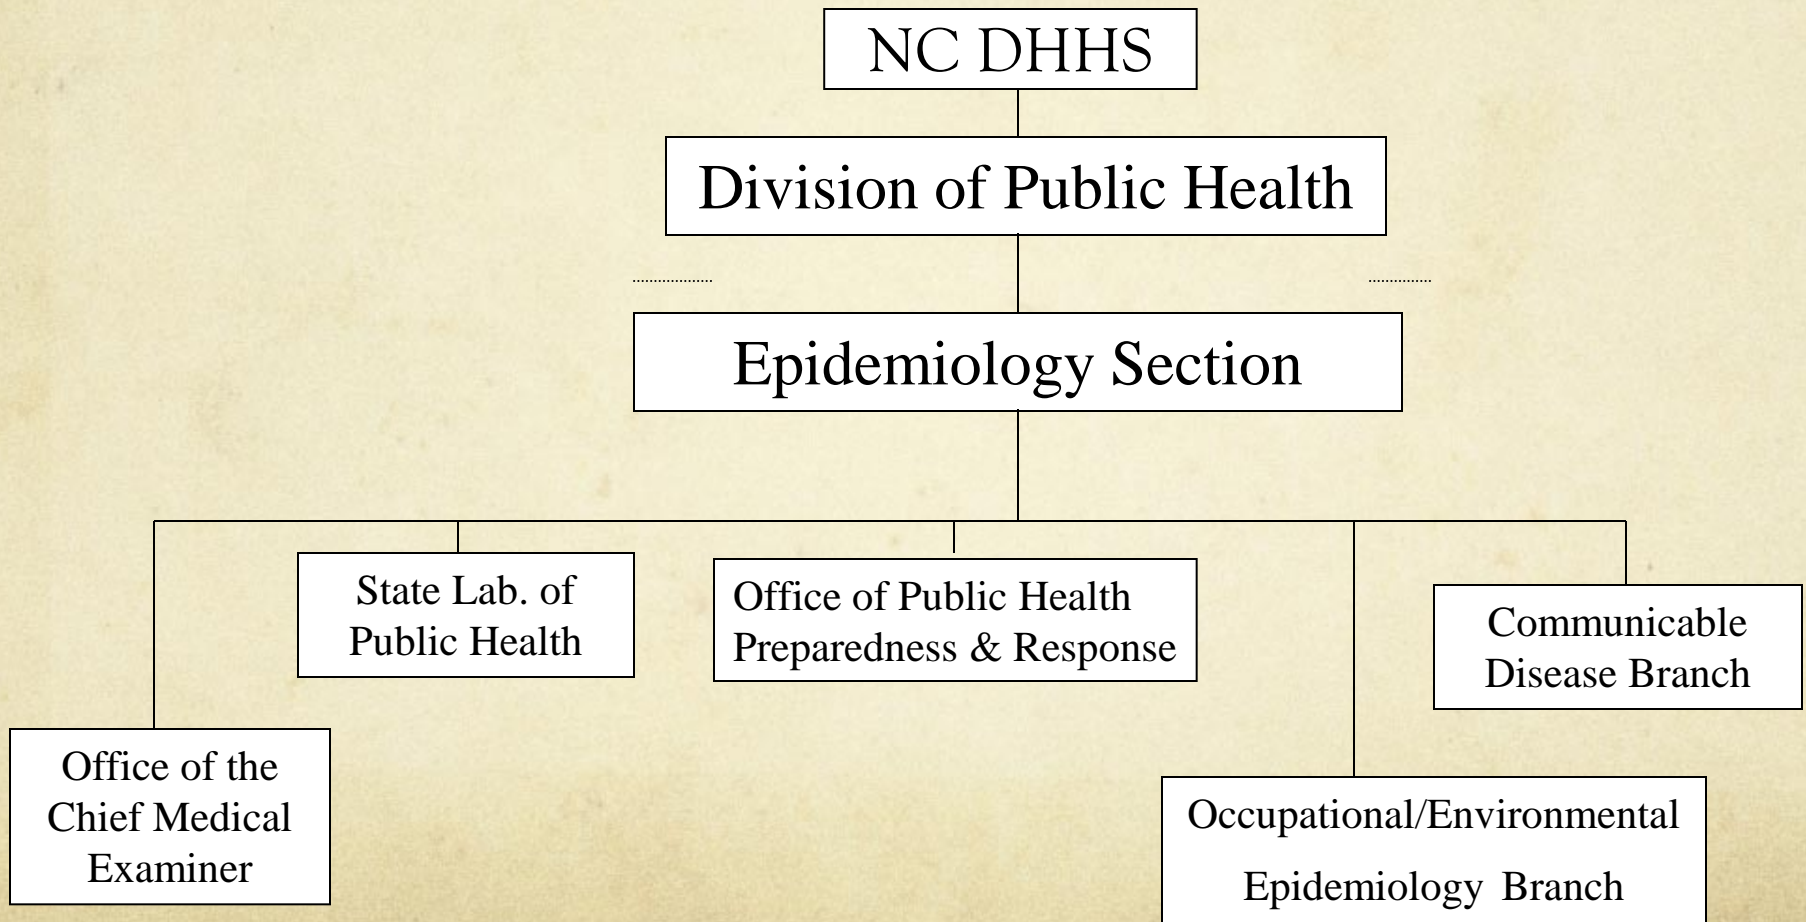 NC DHHS
Division of Public Health
Epidemiology Section
State Lab. of
Public Health
Office of Public Health
Preparedness & Response
Communicable
Disease Branch
Office of the
Chief Medical
Examiner
Occupational/Environmental
Epidemiology Branch